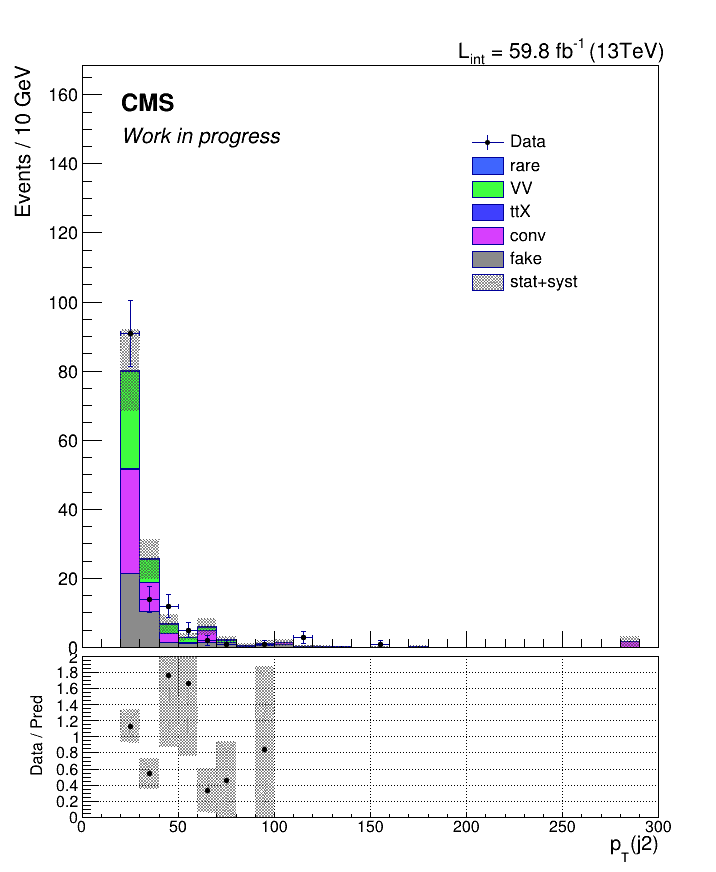 L_int = 59.8 fb^-1 (13TeV)
Events / 10 GeV
CMS
Work in progress
Data
rare
VV
ttX
conv
fake
stat+syst
160
140
120
100
80
60
40
20
0
Data / Pred
2
1.8
1.6
1.4
1.2
1
0.8
0.6
0.4
0.2
0
0 50 100 150 200 250 300
p_T(j2)